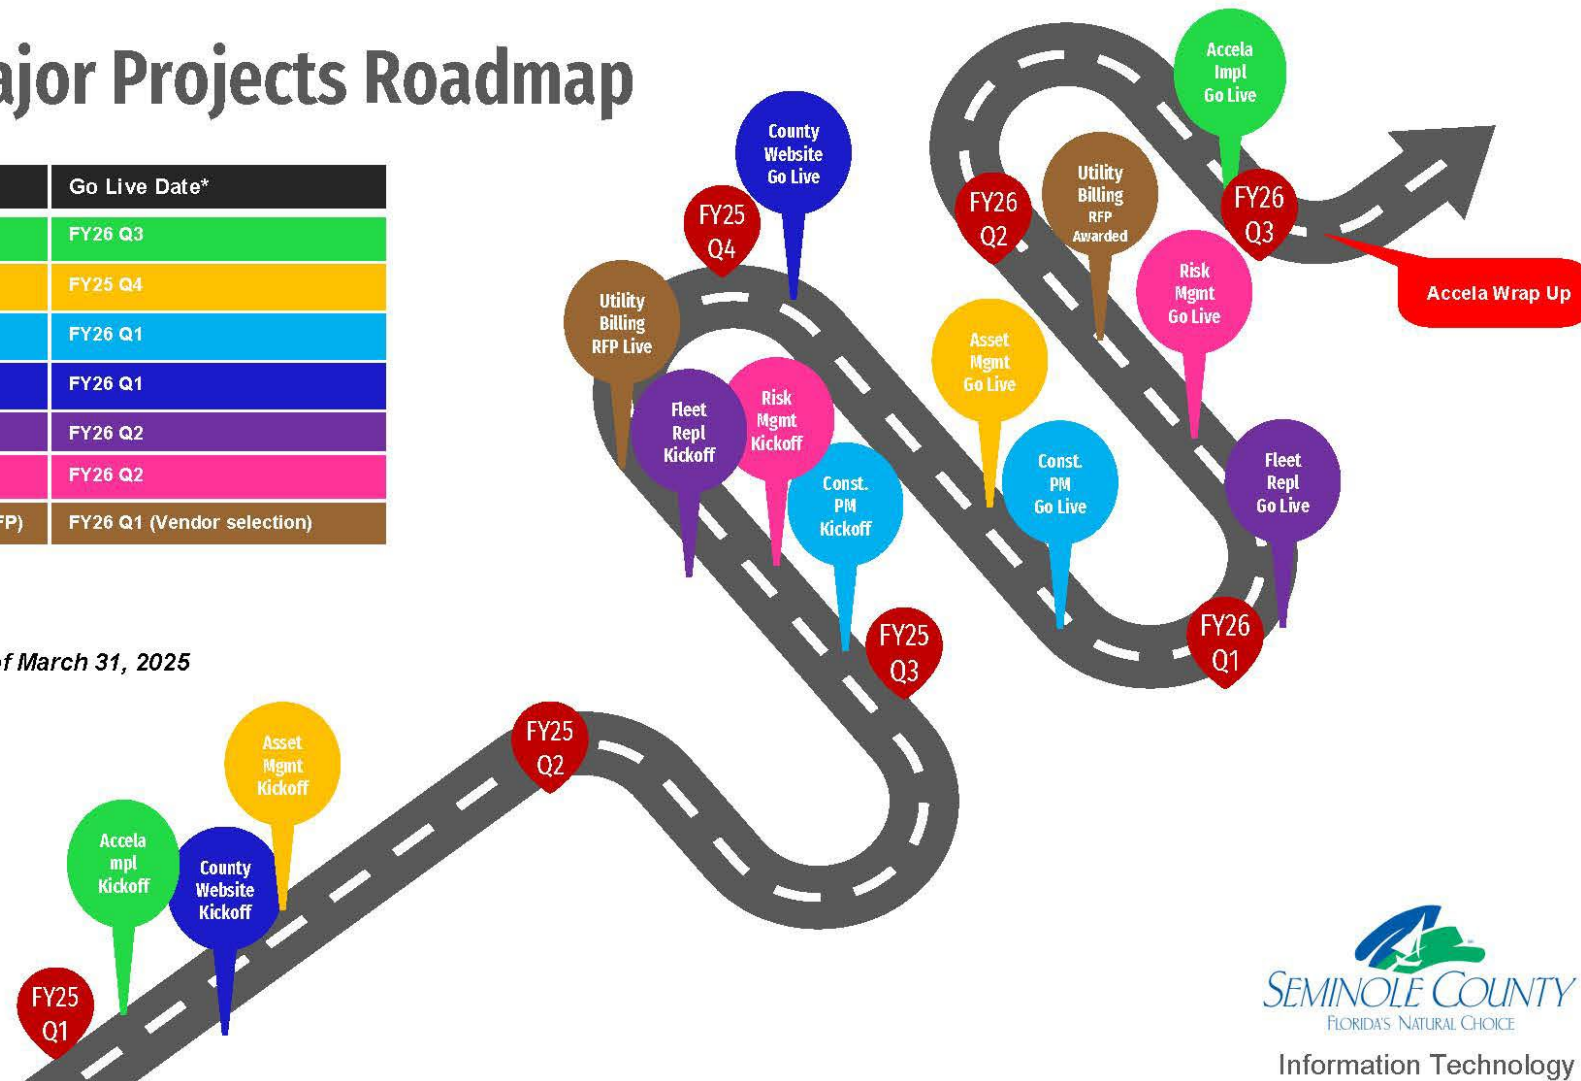 ajor Projects Roadmap
Go Live Date*
FY26 Q3
FY25 Q4
FY26 Q1
FY26 Q1
FY26 Q2
FY26 Q2
FP)
FY26 Q1 (Vendor selection)
of March 31, 2025
FY25
Q1
Accela
mpl
Kickoff
County
Website
Kickoff
Asset
Mgmt
Kickoff
FY25
Q2
FY25
Q3
Const.
PM
Kickoff
Risk
Mgmt
Kickoff
Fleet
Repl
Kickoff
Utility
Billing
RFP Live
FY25
Q4
County
Website
Go Live
Asset
Mgmt
Go Live
Const.
PM
Go Live
FY26
Q1
Fleet
Repl
Go Live
Risk
Mgmt
Go Live
Utility
Billing
RFP
Awarded
FY26
Q2
Accela
Impl
Go Live
FY26
Q3
Accela Wrap Up
SEMINOLE COUNTY
FLORIDA'S NATURAL CHOICE
Information Technology